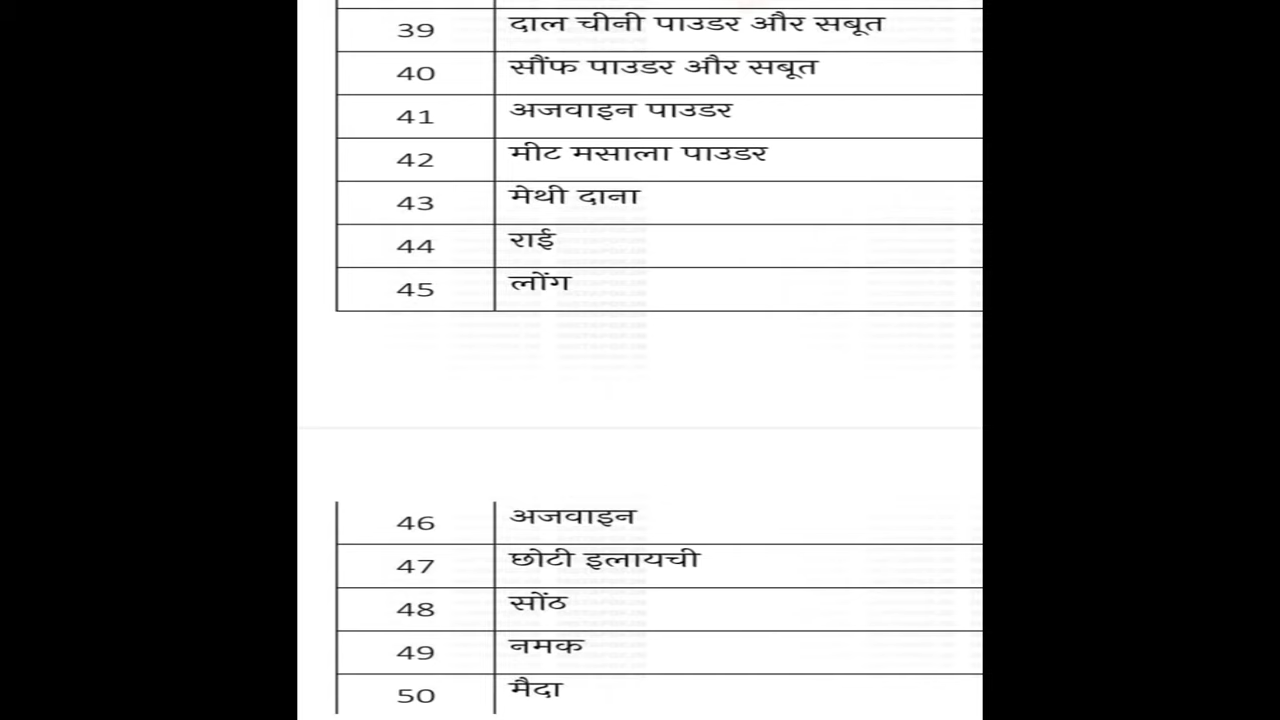 39 दाल चीनी पाउडर और सबूत
40 सौंफ पाउडर और सबूत
41 अजवाइन पाउडर
42 मीट मसाला पाउडर
43 मेथी दाना
44 राई
45 लोंग
46 अजवाइन
47 छोटी इलायची
48 सोंठ
49 नमक
50 मैदा